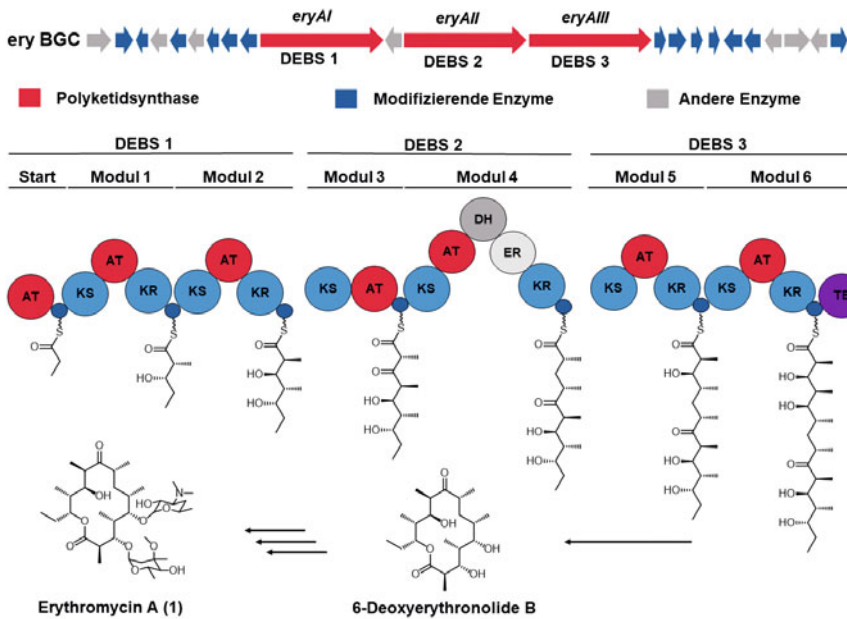 eryAI eryAII eryAIII
ery BGC
DEBS 1 DEBS 2 DEBS 3
Polyketidsynthase Modifizierende Enzyme Andere Enzyme
DEBS 1 DEBS 2 DEBS 3
Start Modul 1 Modul 2 Modul 3 Modul 4 Modul 5 Modul 6
DH
AT AT AT ER AT AT
AT KS KR KS KR KS AT KS KR KS KR KS KR TE
S S S S S S S
O O O O O O O
HO HO O HO HO
HO HO O HO
HO HO O O
HO HO HO
HO HO
O O
OH HO N OH
O O O
O O O OH
O O OH
O OH
Erythromycin A (1) 6-Deoxyerythronolide B